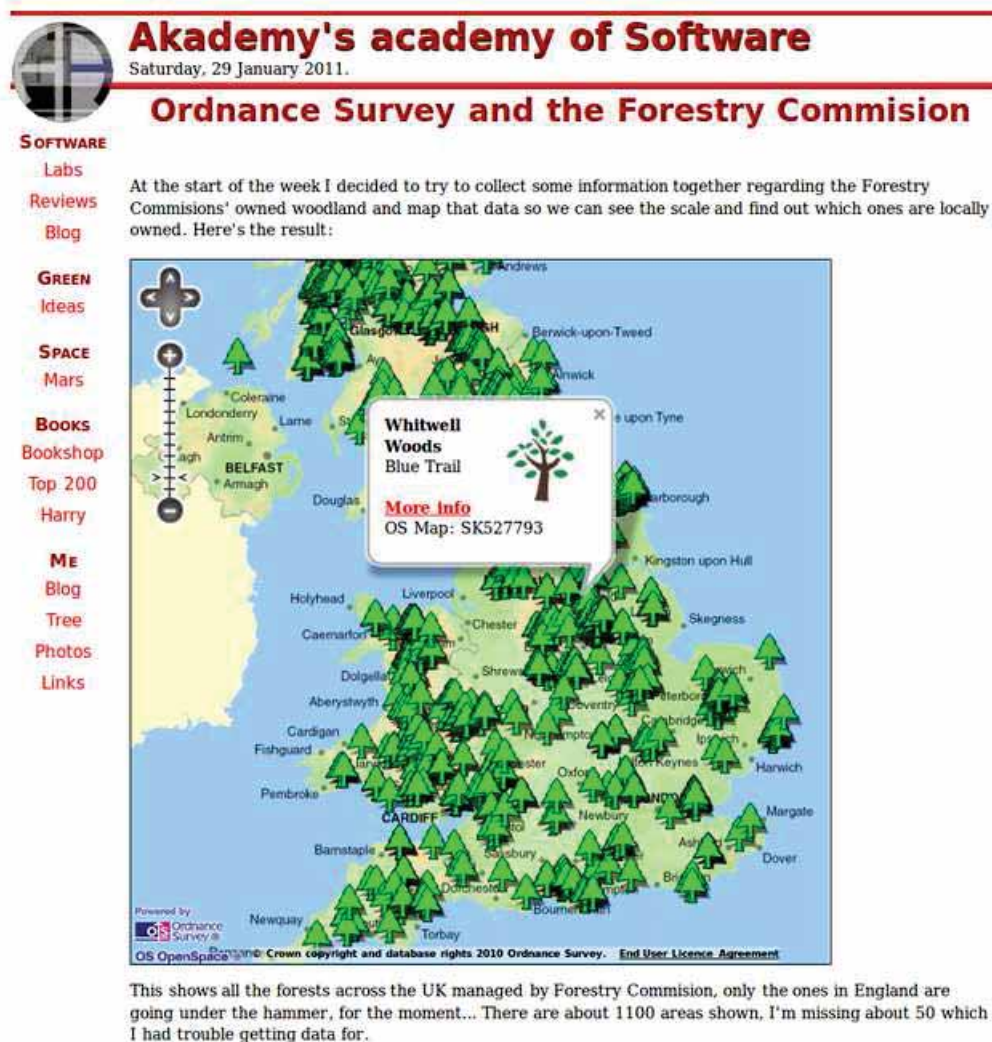 Akademy's academy of Software
Saturday, 29 January 2011.
Ordnance Survey and the Forestry Commision
SOFTWARE
Labs
Reviews
Blog
GREEN
Ideas
SPACE
Mars
BOOKS
Bookshop
Top 200
Harry
ME
Blog
Tree
Photos
Links
At the start of the week I decided to try to collect some information together regarding the Forestry
Commisions' owned woodland and map that data so we can see the scale and find out which ones are locally
owned. Here's the result:
Andrews
Glasgow
Berwick-upon-Tweed
Alnwick
Coleraine
Londonderry
Larne
upon Tyne
Antrim
BELFAST
Armagh
Whitwell
Woods
Blue Trail
More info
OS Map: SK527793
Douglas
Kingston upon Hull
Holyhead
Liverpool
Caernarfon
Chester
Skegness
Dolgella
Shrews
Aberystwyth
Coventry
Cardigan
Fishguard
Ipswich
Harwich
Pembroke
CARDIFF
Newbury
Margate
Barnstaple
Salisbury
Dover
Dorchester
Newquay
Torbay
Powered by
OS Ordnance
Survey ®
OS OpenSpace
© Crown copyright and database rights 2010 Ordnance Survey. End User Licence Agreement
This shows all the forests across the UK managed by Forestry Commision, only the ones in England are
going under the hammer, for the moment... There are about 1100 areas shown, I'm missing about 50 which
I had trouble getting data for.